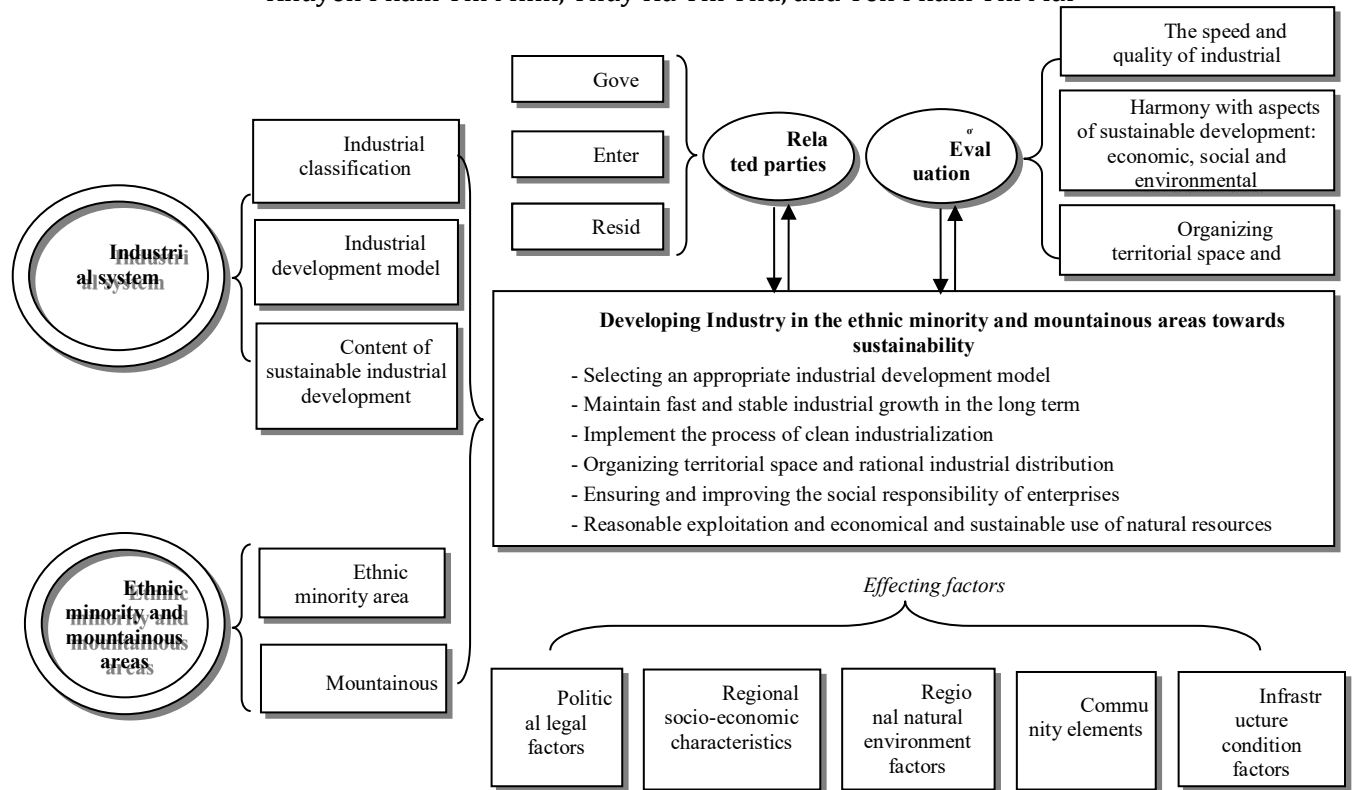 The speed and
quality of industrial
Gove
Harmony with aspects
of sustainable development:
economic, social and
environmental
Industrial
classification
Enter
Rela
ted parties
Eval
uation
Resid
Organizing
territorial space and
Industri
al system
Industrial
development model
Content of
sustainable industrial
development
Developing Industry in the ethnic minority and mountainous areas towards
sustainability
- Selecting an appropriate industrial development model
- Maintain fast and stable industrial growth in the long term
- Implement the process of clean industrialization
- Organizing territorial space and rational industrial distribution
- Ensuring and improving the social responsibility of enterprises
- Reasonable exploitation and economical and sustainable use of natural resources
Ethnic
minority and
mountainous
areas
Ethnic
minority area
Mountainous
Effecting factors
Politic
al legal
factors
Regional
socio-economic
characteristics
Regio
nal natural
environment
factors
Commu
nity elements
Infrastr
ucture
condition
factors